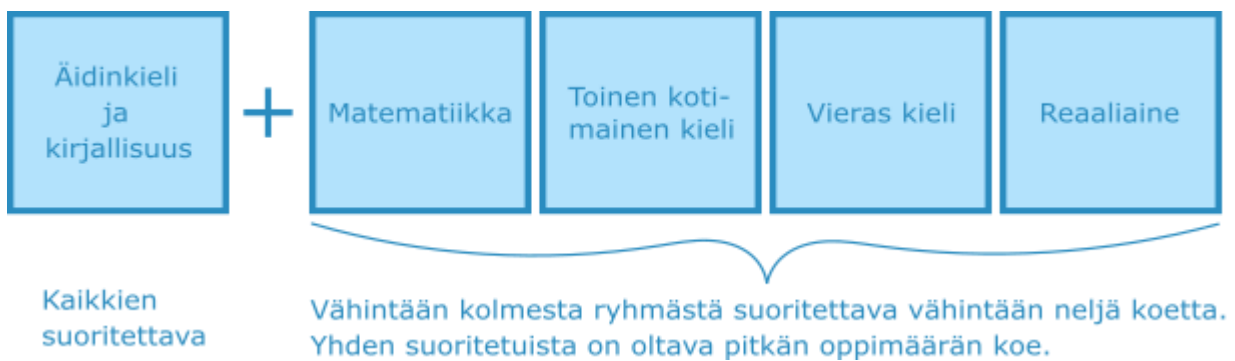 Äidinkieli
ja
kirjallisuus
+
Matematiikka
Toinen koti-
mainen kieli
Vieras kieli
Reaaliaine
Kaikkien
suoritettava
Vähintään kolmesta ryhmästä suoritettava vähintään neljä koetta.
Yhden suoritetuista on oltava pitkän oppimäärän koe.